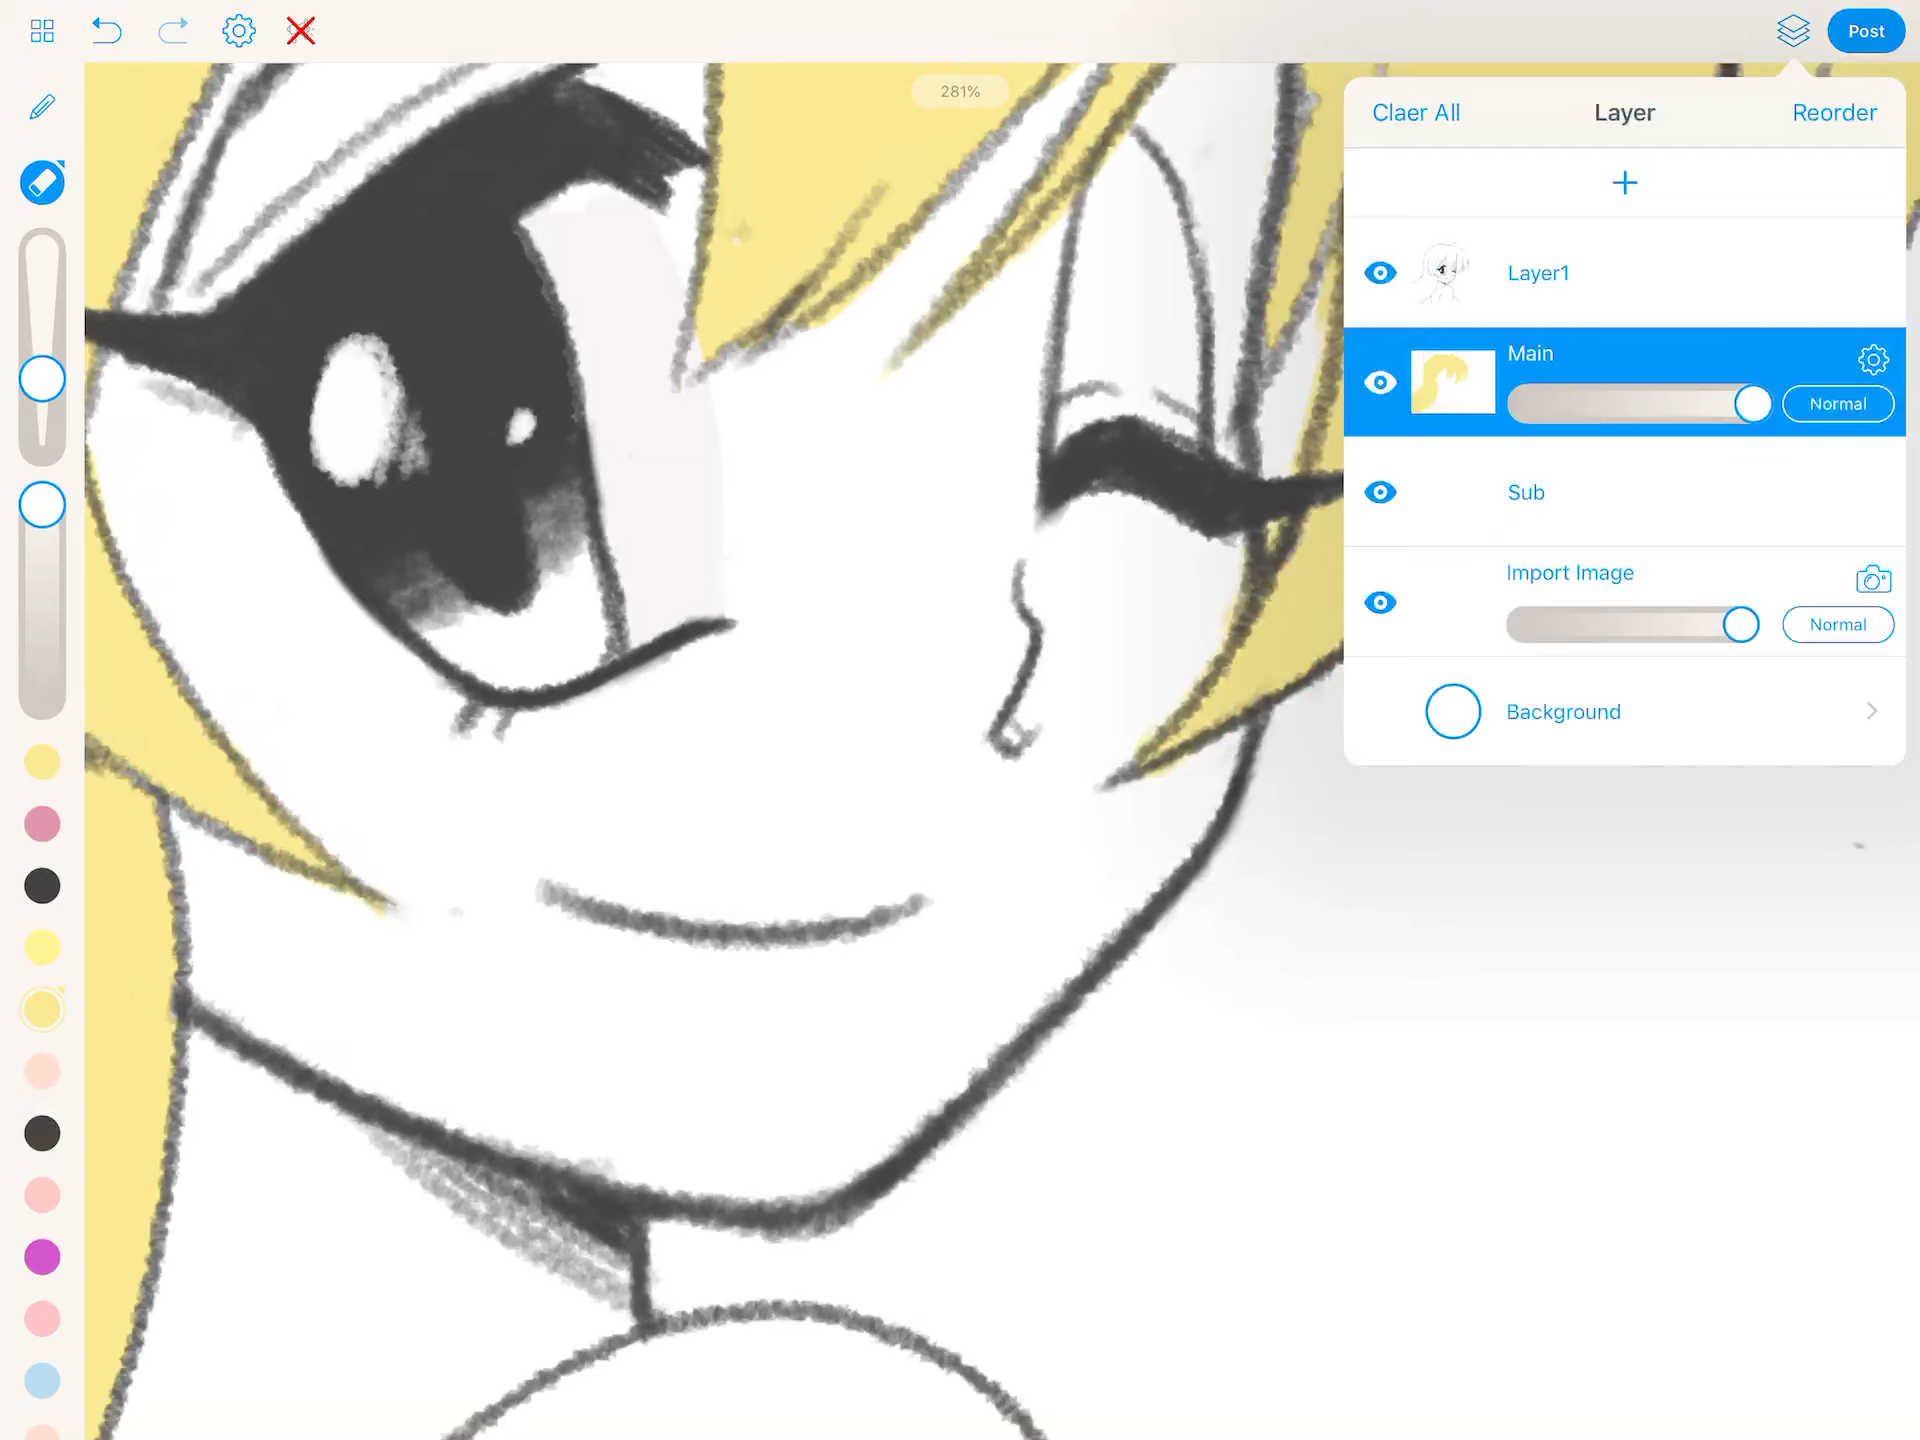 Post
281%
Claer All Layer Reorder
+
Layer1
Main
Normal
Sub
Import Image
Normal
Background